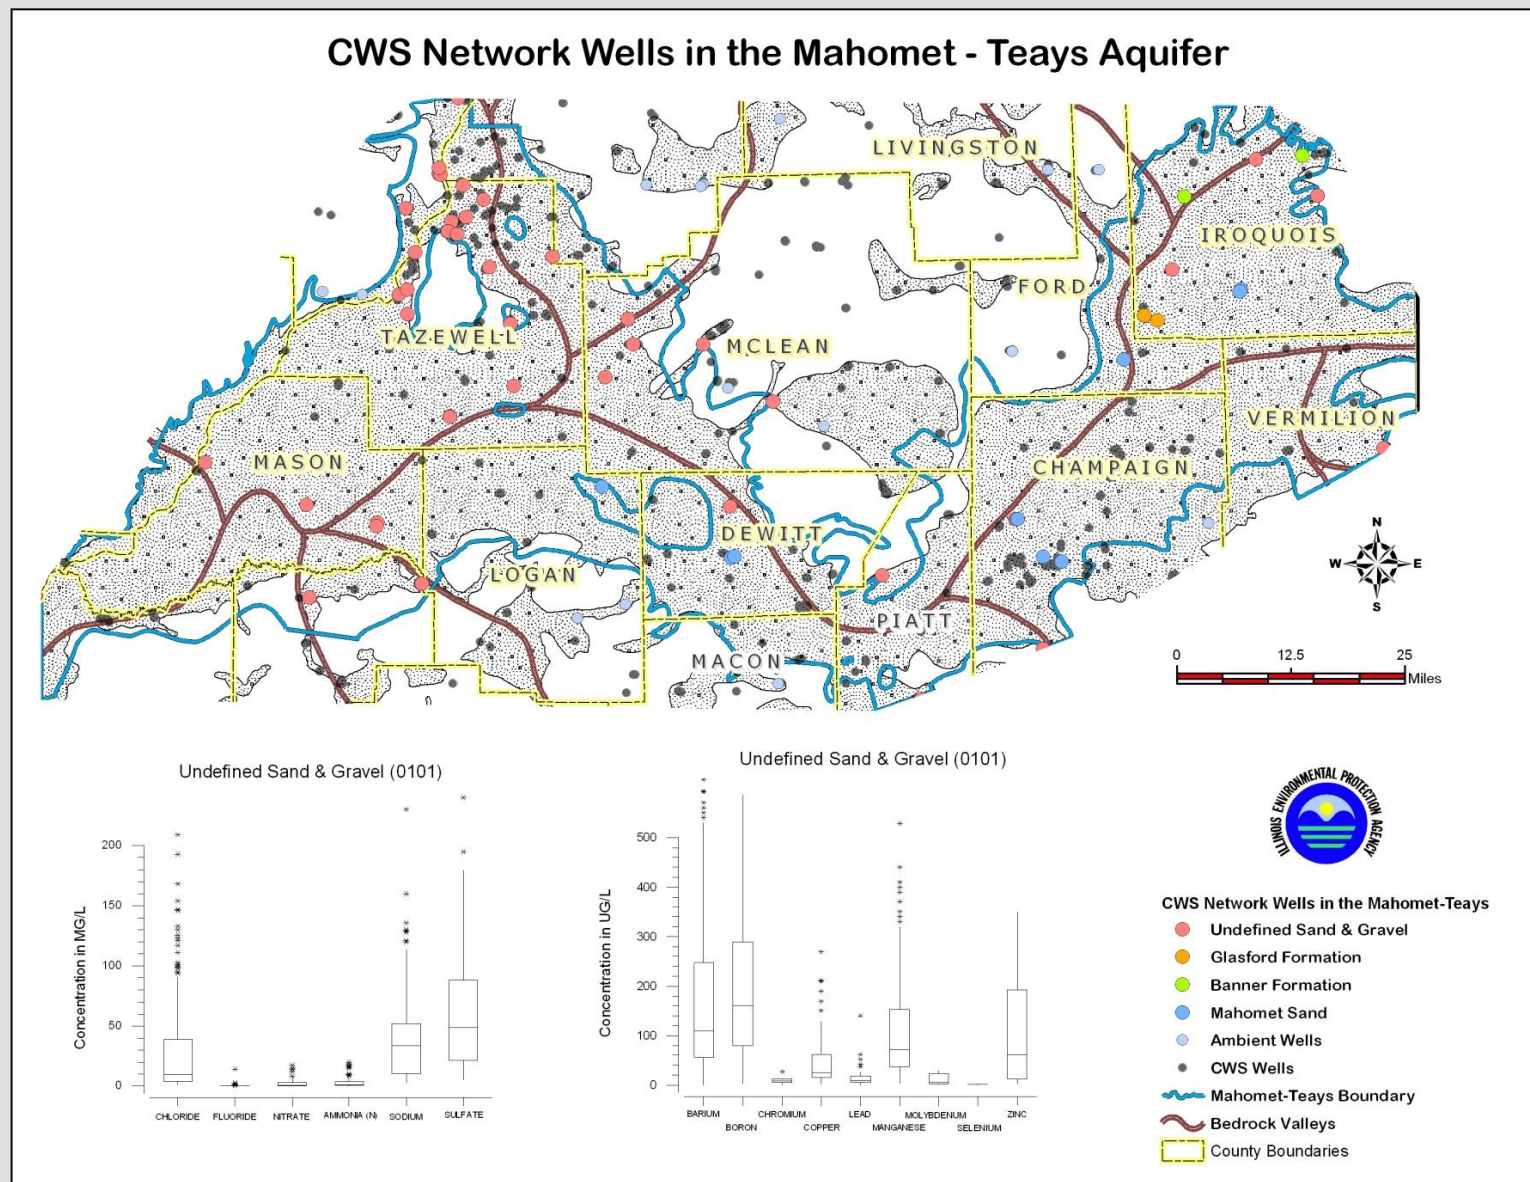 CWS Network Wells in the Mahomet - Teays Aquifer
LIVINGSTON
IROQUOIS
FORD
TAZEWELL
MCLEAN
VERMILION
MASON
CHAMPAIGN
DEWITT
LOGAN
PIATT
MACON
N
W E
S
0 12.5 25
Miles
Undefined Sand & Gravel (0101)
Concentration in MG/L
200
150
100
50
0
CHLORIDE FLUORIDE NITRATE AMMONIA (N) SODIUM SULFATE
Undefined Sand & Gravel (0101)
Concentration in UG/L
500
400
300
200
100
0
BARIUM BORON CHROMIUM COPPER LEAD MANGANESE MOLYBDENUM SELENIUM ZINC
ILLINOIS ENVIRONMENTAL PROTECTION AGENCY
CWS Network Wells in the Mahomet-Teays
Undefined Sand & Gravel
Glasford Formation
Banner Formation
Mahomet Sand
Ambient Wells
CWS Wells
Mahomet-Teays Boundary
Bedrock Valleys
County Boundaries